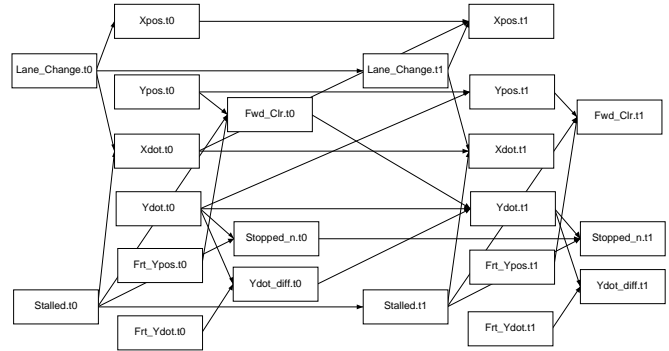 Xpos.t0
Xpos.t1
Lane_Change.t0
Lane_Change.t1
Ypos.t0
Ypos.t1
Fwd_Clr.t0
Fwd_Clr.t1
Xdot.t0
Xdot.t1
Ydot.t0
Ydot.t1
Stopped_n.t0
Stopped_n.t1
Frt_Ypos.t0
Frt_Ypos.t1
Ydot_diff.t0
Ydot_diff.t1
Stalled.t0
Stalled.t1
Frt_Ydot.t0
Frt_Ydot.t1